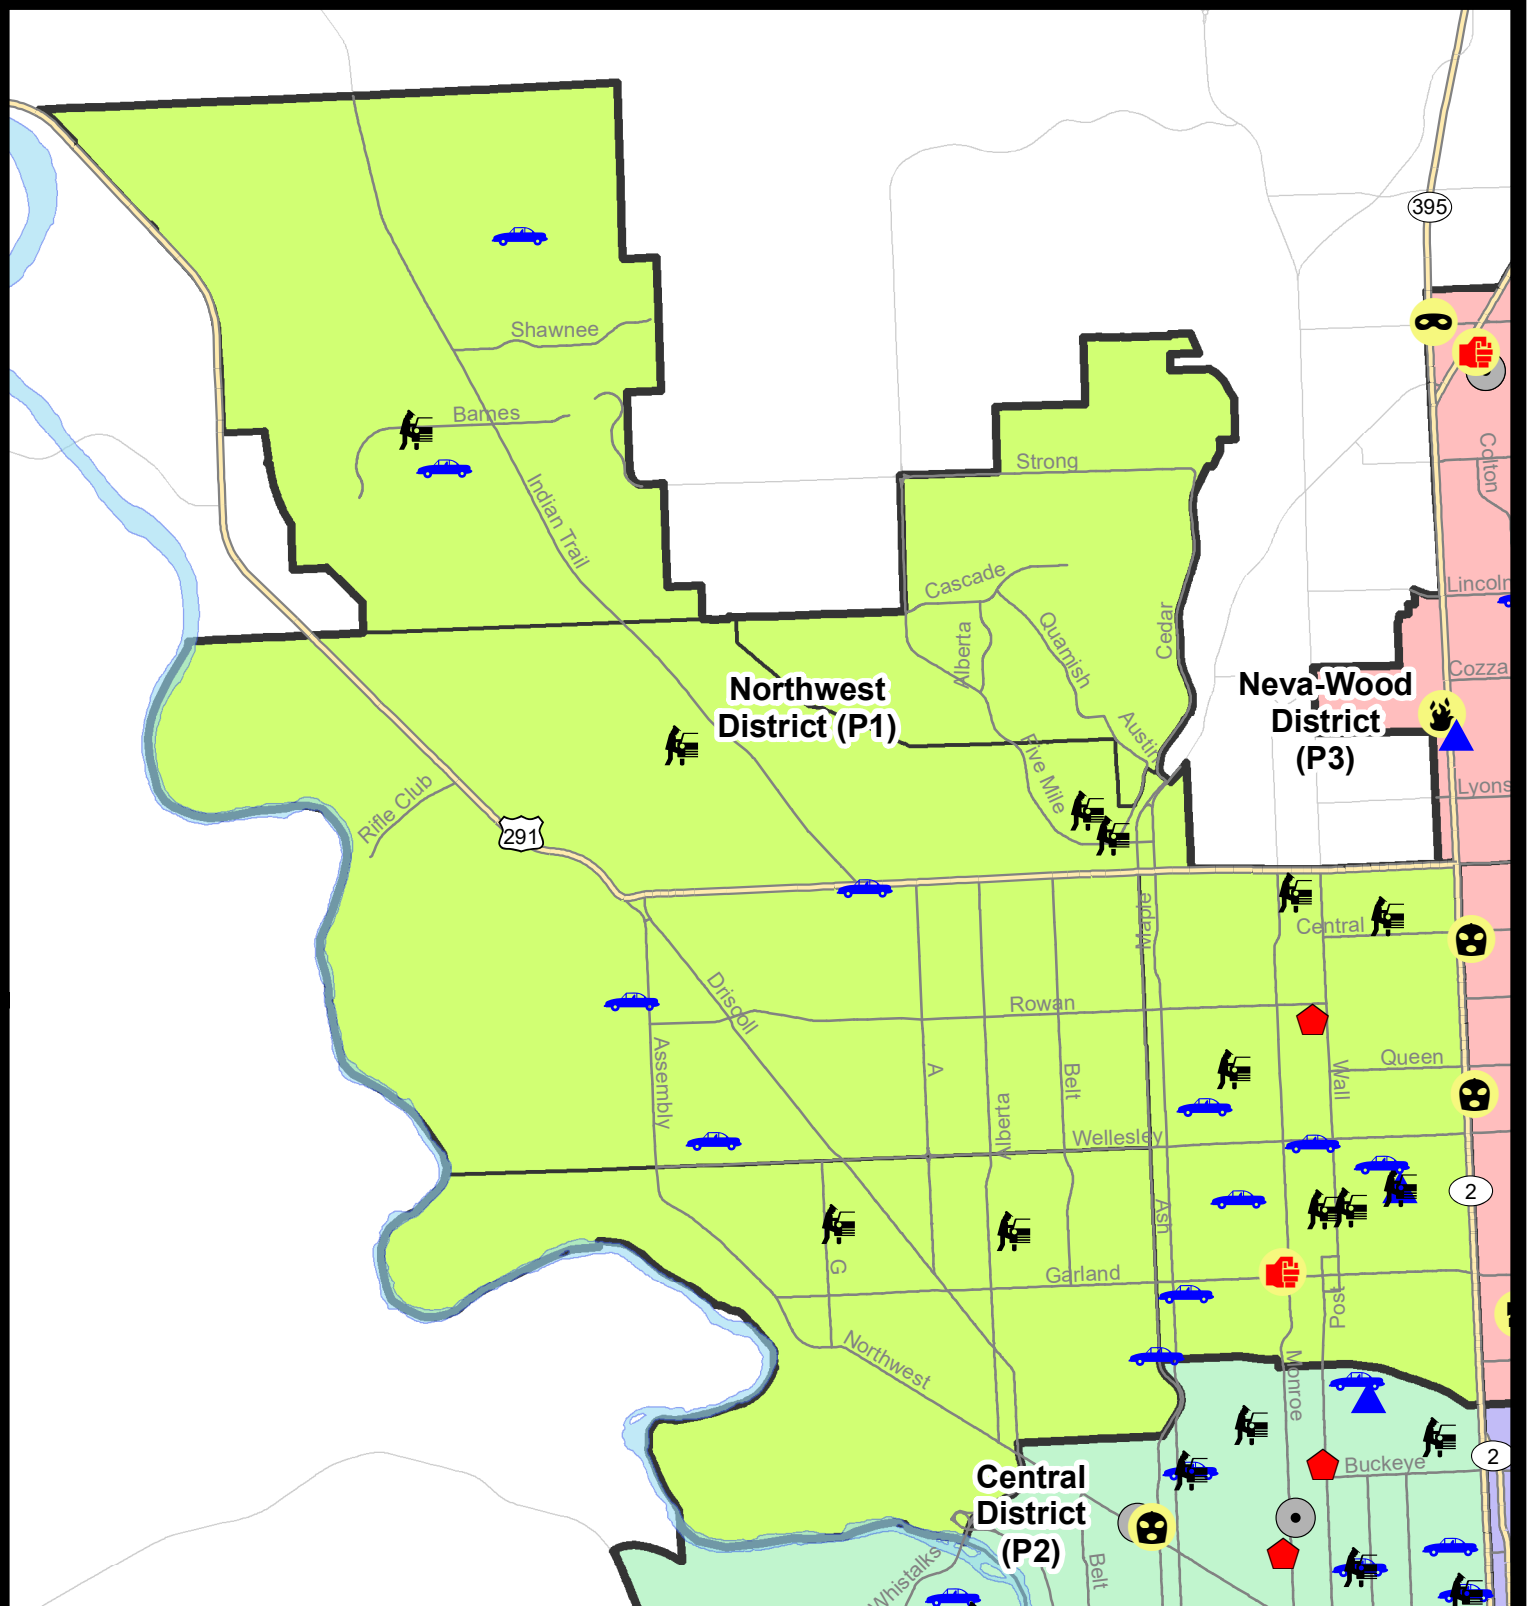 395
Shawnee
Barnes
Colton
Strong
Indian Trail
Cascade
Lincoln
Alberta
Quamish
Cedar
Cozza
Northwest
District (P1)
Neva-Wood
District
(P3)
Austin
Five Mile
Lyons
Rifle Club
291
Maple
Central
Driscoll
Rowan
Assembly
A
Belt
Wall
Queen
Alberta
Wellesley
2
Ash
G
Garland
Post
Northwest
Monroe
2
Buckeye
Central
District
(P2)
Whistalks
Belt